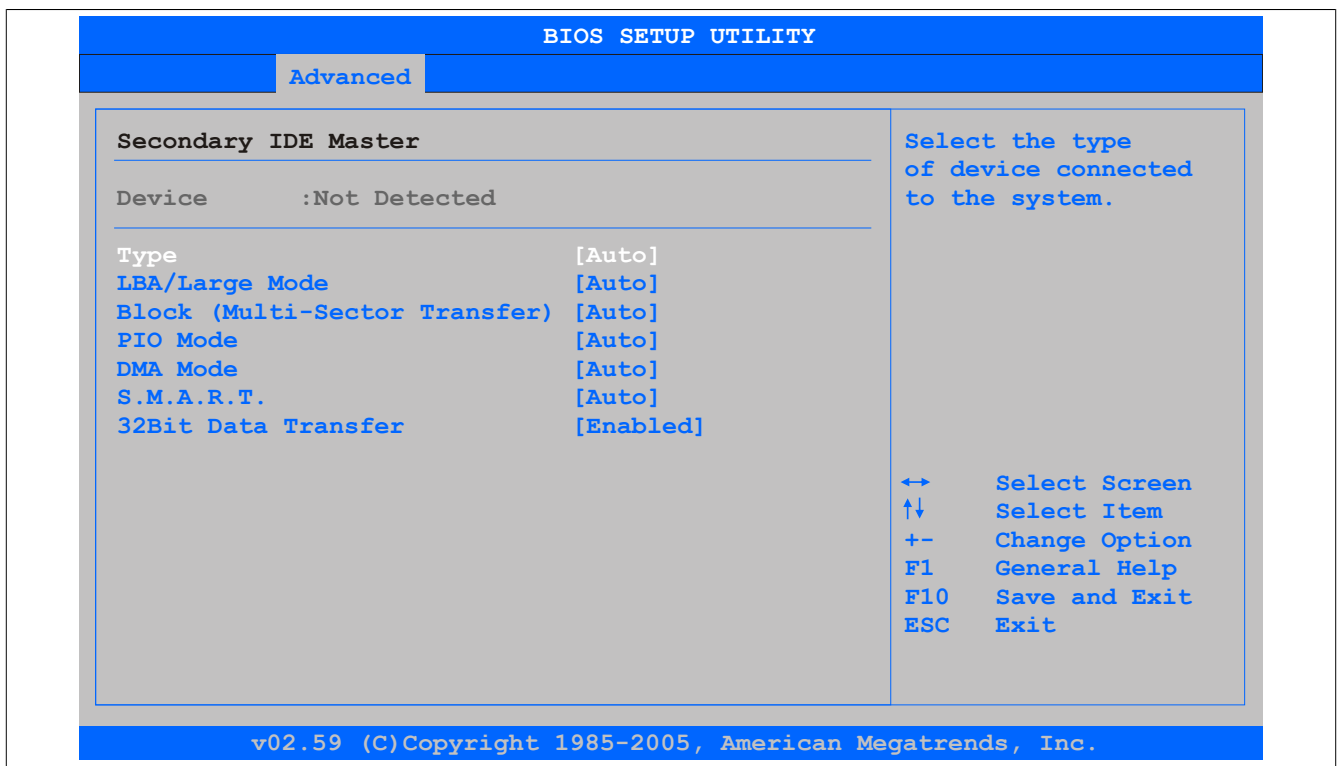 BIOS SETUP UTILITY
Advanced
Secondary IDE Master
Device :Not Detected
Type [Auto]
LBA/Large Mode [Auto]
Block (Multi-Sector Transfer) [Auto]
PIO Mode [Auto]
DMA Mode [Auto]
S.M.A.R.T. [Auto]
32Bit Data Transfer [Enabled]
Select the type
of device connected
to the system.
↔ Select Screen
↑↓ Select Item
+- Change Option
F1 General Help
F10 Save and Exit
ESC Exit
v02.59 (C)Copyright 1985-2005, American Megatrends, Inc.